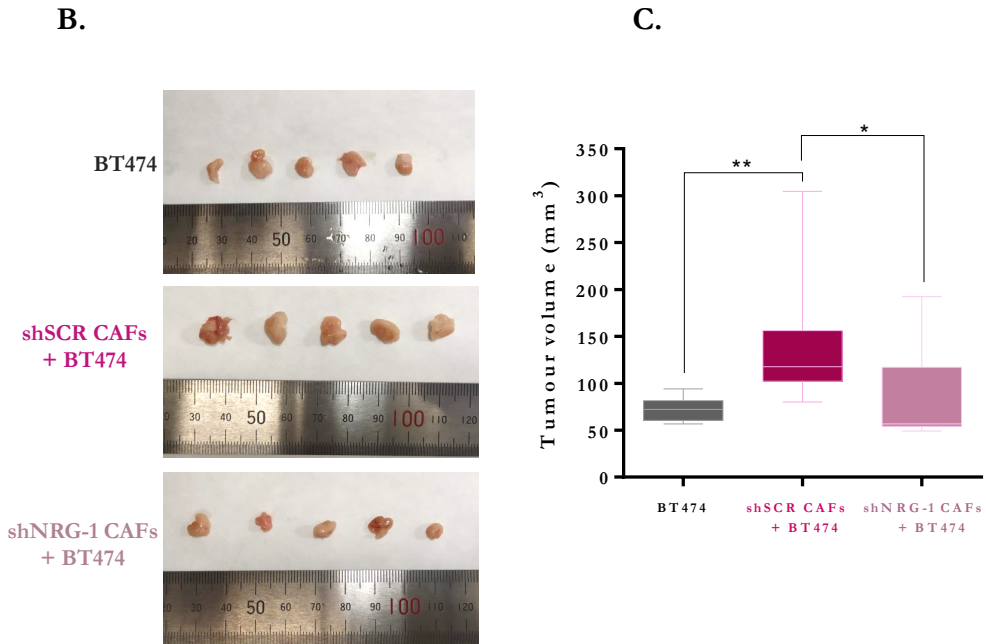 B.
C.
BT474
10 20 30 40 50 60 70 80 90 100 110
shSCR CAFs
+ BT474
30 40 50 60 70 80 90 100 110 120
shNRG-1 CAFs
+ BT474
20 30 40 50 60 70 80 90 100 110 120
Tumour volume (mm³)
350
300
250
200
150
100
50
0
**
*
BT474
shSCR CAFs
+ BT474
shNRG-1 CAFs
+ BT474